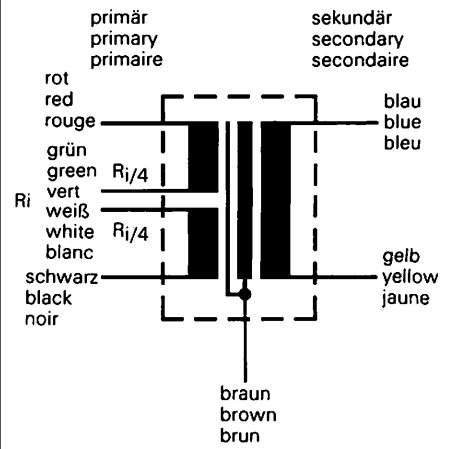 primär
primary
primaire
sekundär
secondary
secondaire
rot
red
rouge
grün
green
vert
weiß
white
blanc
schwarz
black
noir
Ri
Ri/4
Ri/4
blau
blue
bleu
gelb
yellow
jaune
braun
brown
brun